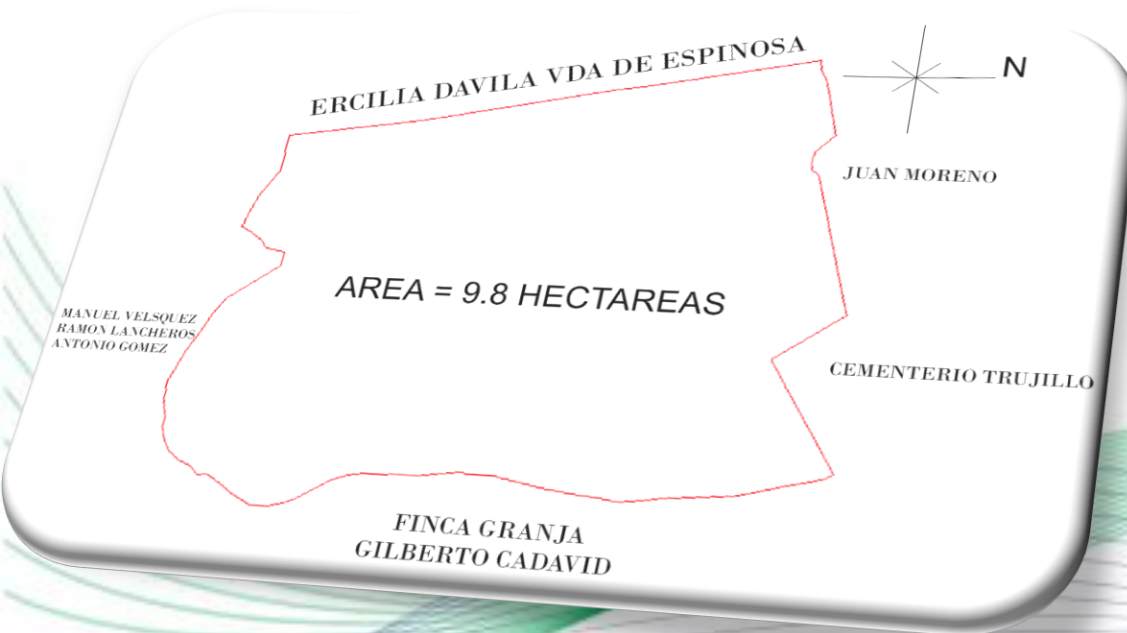 ERCILIA DAVILA VDA DE ESPINOSA
N
JUAN MORENO
AREA = 9.8 HECTAREAS
MANUEL VELSQUEZ
RAMON LANCHEROS
ANTONIO GOMEZ
CEMENTERIO TRUJILLO
FINCA GRANJA
GILBERTO CADAVID